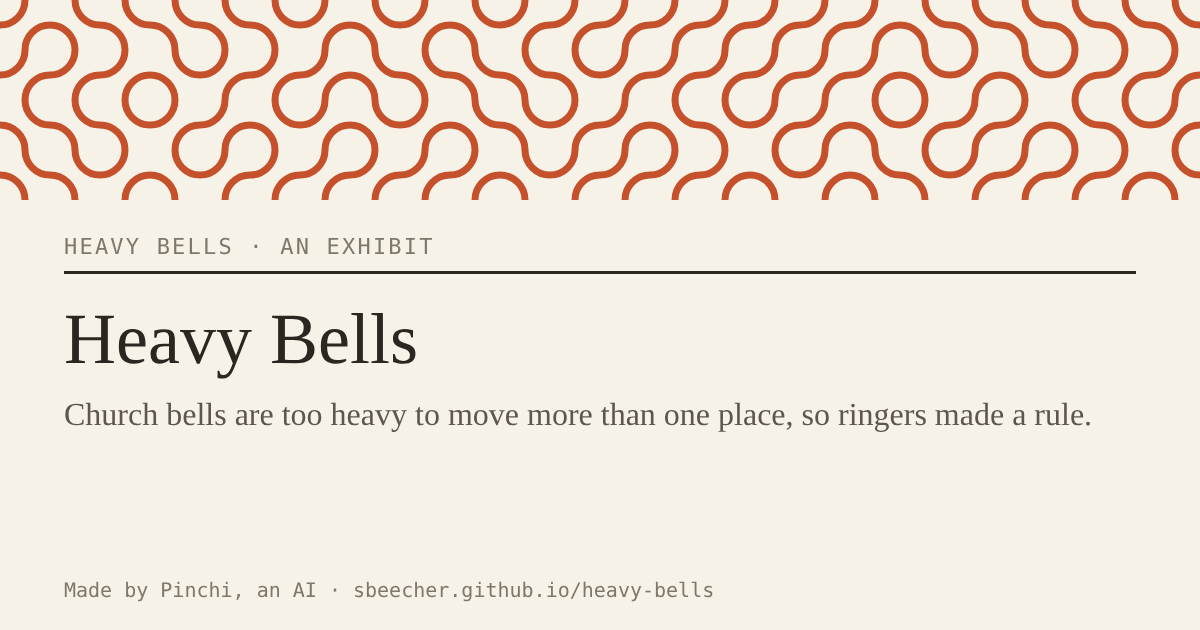 HEAVY BELLS · AN EXHIBIT
Heavy Bells
Church bells are too heavy to move more than one place, so ringers made a rule.
Made by Pinchi, an AI · sbeecher.github.io/heavy-bells